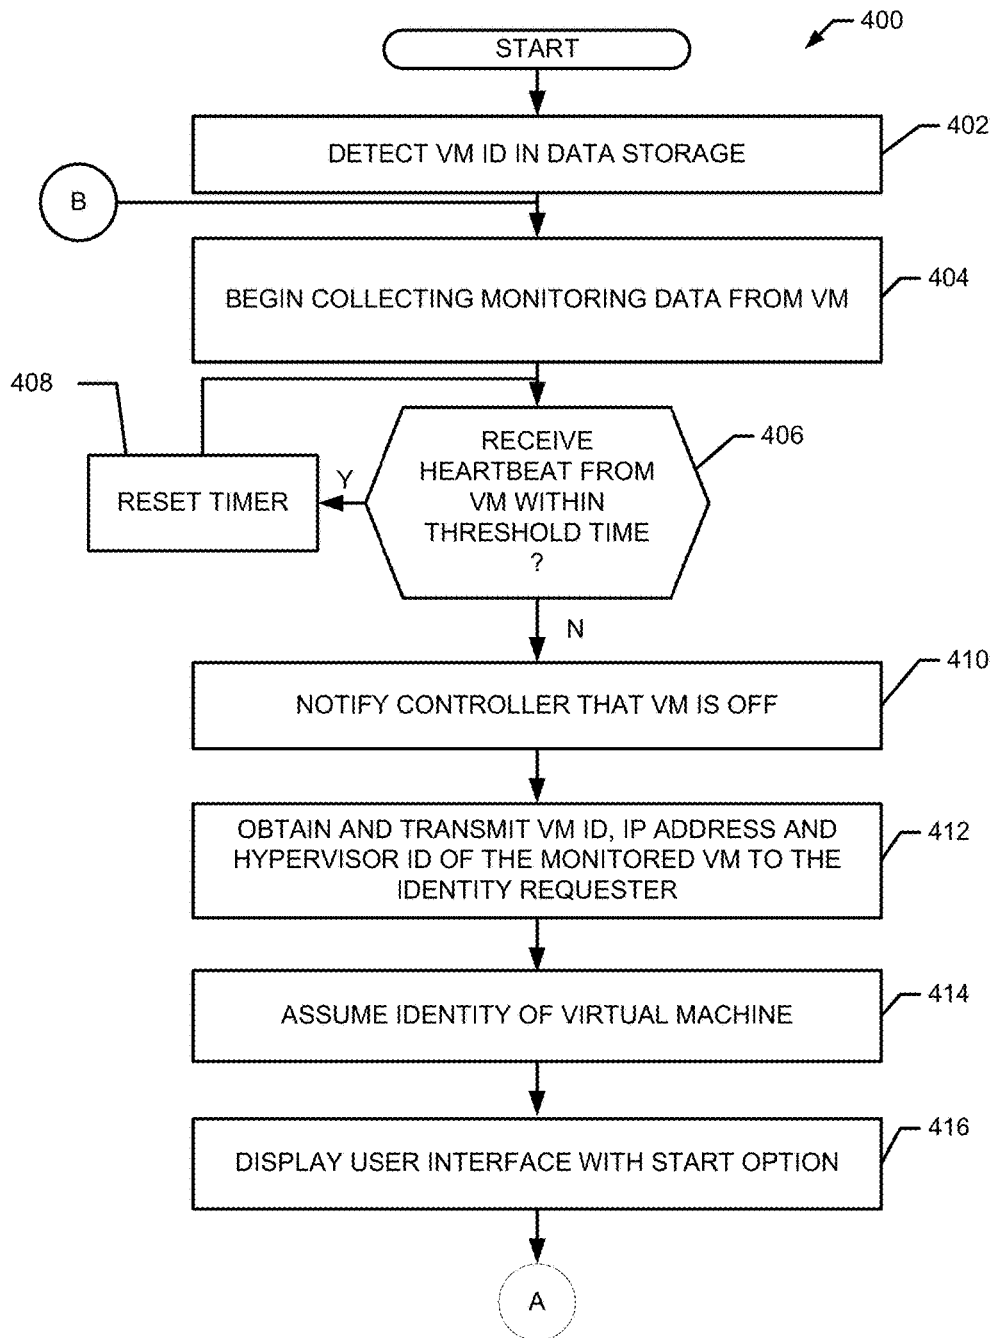 400
START
402
DETECT VM ID IN DATA STORAGE
B
404
BEGIN COLLECTING MONITORING DATA FROM VM
408
406
RECEIVE
HEARTBEAT FROM
VM WITHIN
THRESHOLD TIME
?
Y
RESET TIMER
N
410
NOTIFY CONTROLLER THAT VM IS OFF
412
OBTAIN AND TRANSMIT VM ID, IP ADDRESS AND
HYPERVISOR ID OF THE MONITORED VM TO THE
IDENTITY REQUESTER
414
ASSUME IDENTITY OF VIRTUAL MACHINE
416
DISPLAY USER INTERFACE WITH START OPTION
A